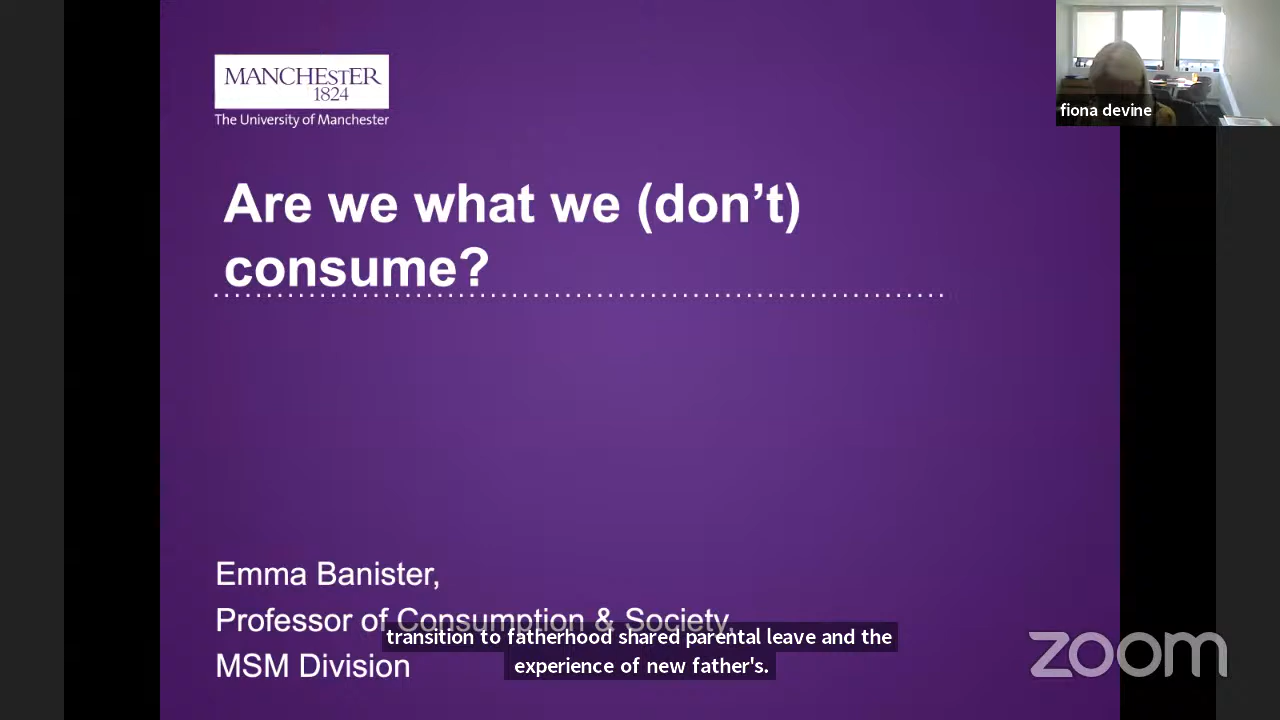 MANCHESTER
1824
The University of Manchester
fiona devine
Are we what we (don’t)
consume?
Emma Banister,
Professor of Consumption & Society,
MSM Division
transition to fatherhood shared parental leave and the
experience of new father's.
zoom